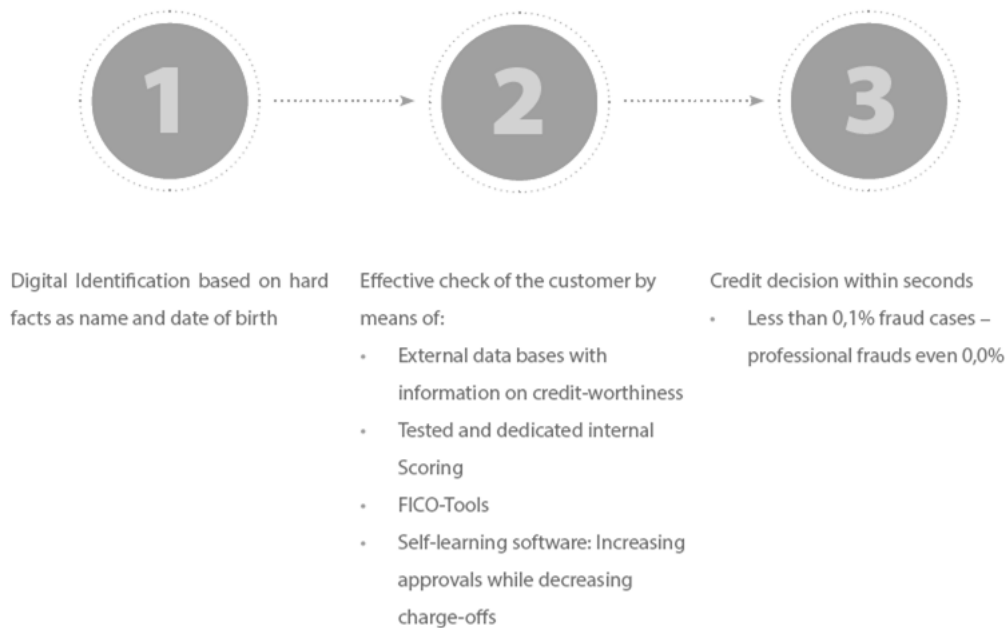 1
2
3
Digital Identification based on hard
facts as name and date of birth
Effective check of the customer by
means of:
• External data bases with
information on credit-worthiness
• Tested and dedicated internal
Scoring
• FICO-Tools
• Self-learning software: Increasing
approvals while decreasing
charge-offs
Credit decision within seconds
• Less than 0,1% fraud cases –
professional frauds even 0,0%